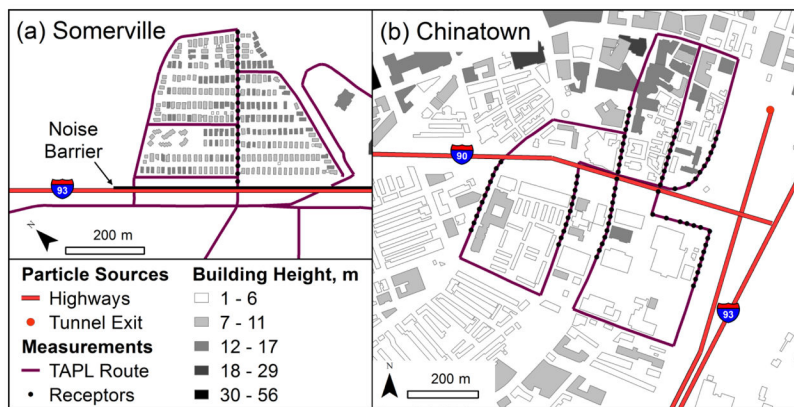 (a) Somerville
Noise
Barrier
93
N
200 m
Particle Sources
Highways
Tunnel Exit
Measurements
TAPL Route
Receptors
Building Height, m
1 - 6
7 - 11
12 - 17
18 - 29
30 - 56
(b) Chinatown
90
93
N
200 m